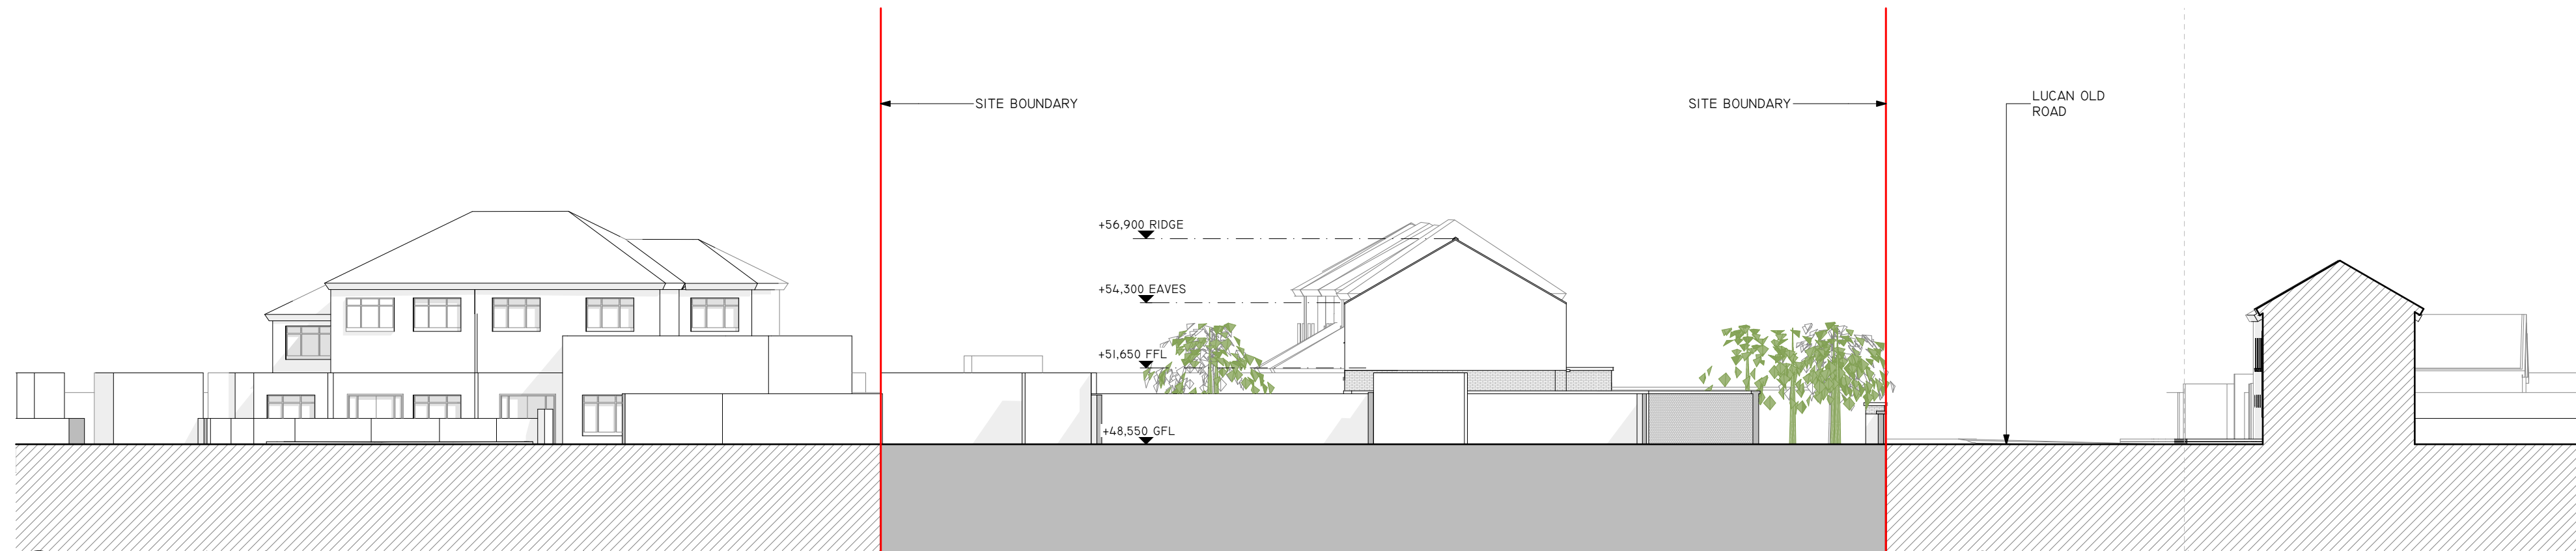 SITE BOUNDARY
SITE BOUNDARY
LUCAN OLD
ROAD
+56,900 RIDGE
+54,300 EAVES
+51,650 FFL
+48,550 GFL